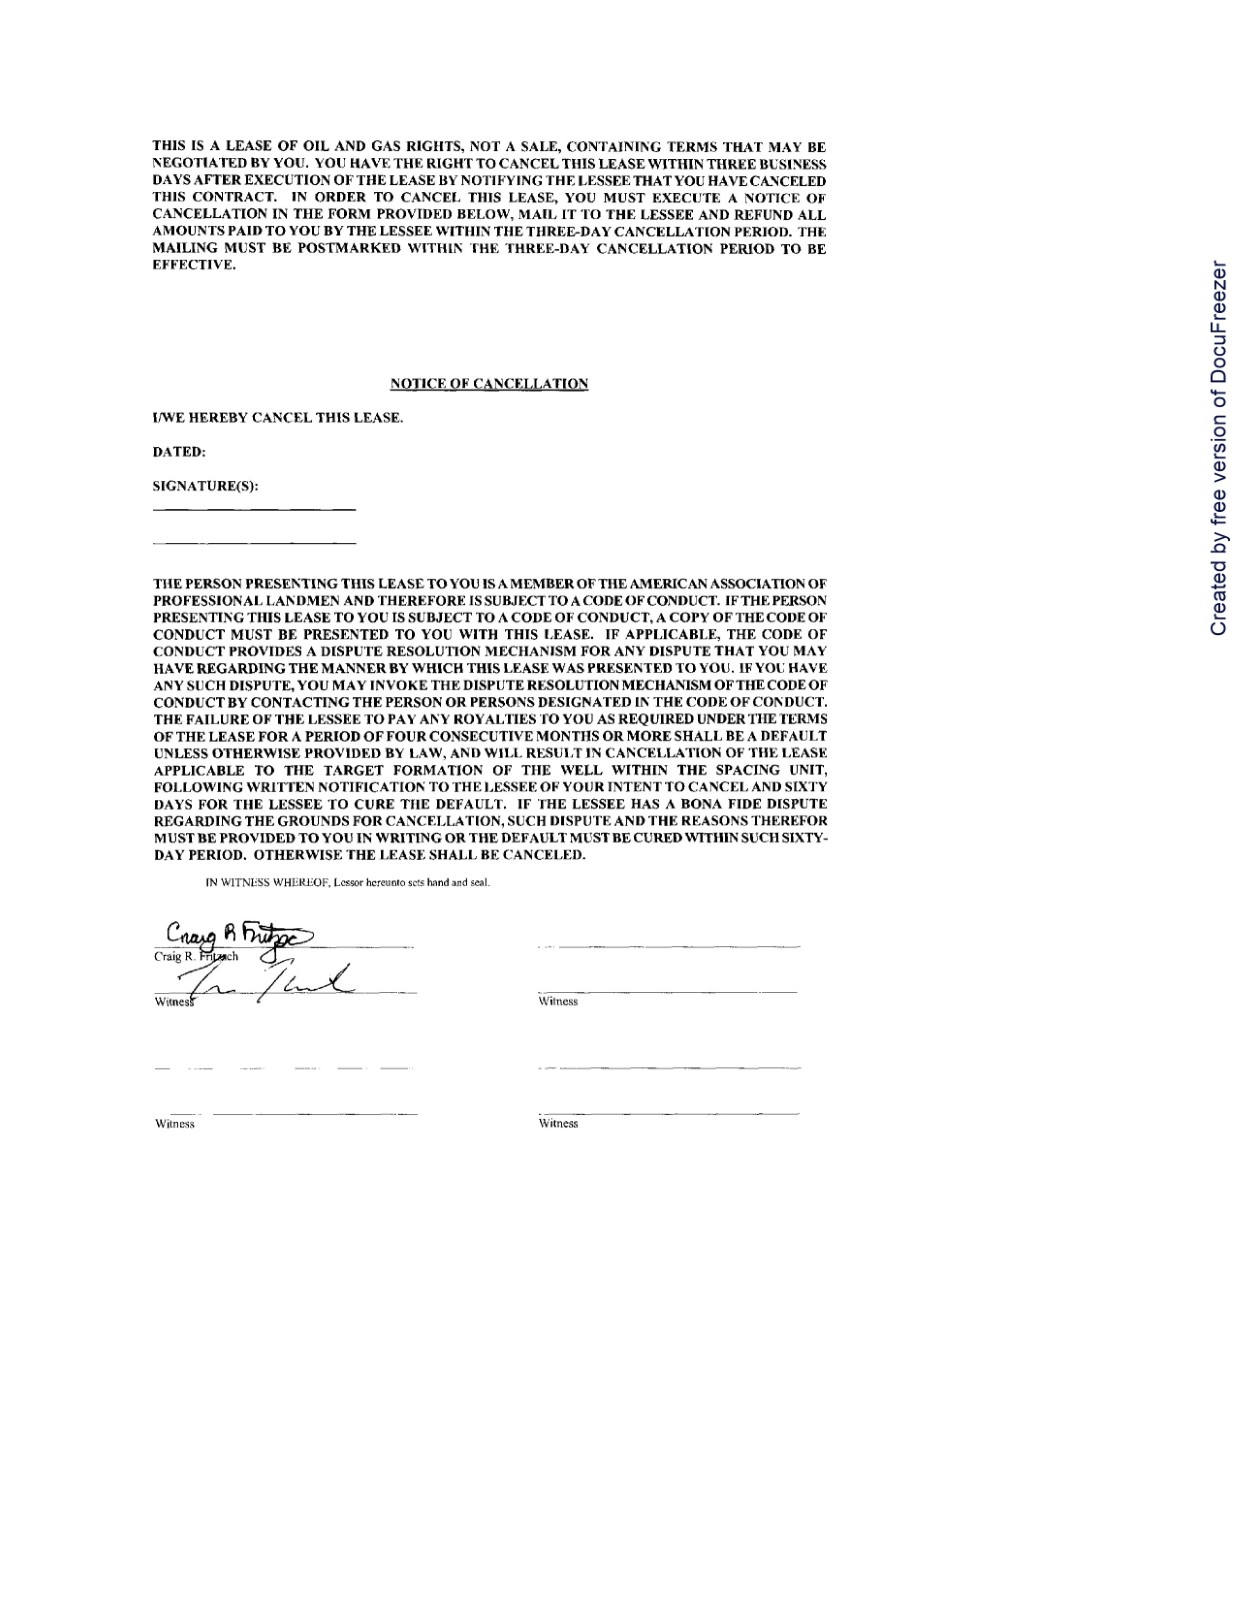 THIS IS A LEASE OF OIL AND GAS RIGHTS, NOT A SALE, CONTAINING TERMS THAT MAY BE
NEGOTIATED BY YOU. YOU HAVE THE RIGHT TO CANCEL THIS LEASE WITHIN THREE BUSINESS
DAYS AFTER EXECUTION OF THE LEASE BY NOTIFYING THE LESSEE THAT YOU HAVE CANCELED
THIS CONTRACT. IN ORDER TO CANCEL THIS LEASE, YOU MUST EXECUTE A NOTICE OF
CANCELLATION IN THE FORM PROVIDED BELOW, MAIL IT TO THE LESSEE AND REFUND ALL
AMOUNTS PAID TO YOU BY THE LESSEE WITHIN THE THREE-DAY CANCELLATION PERIOD. THE
MAILING MUST BE POSTMARKED WITHIN THE THREE-DAY CANCELLATION PERIOD TO BE
EFFECTIVE.
NOTICE OF CANCELLATION
I/WE HEREBY CANCEL THIS LEASE.
DATED:
SIGNATURE(S):
THE PERSON PRESENTING THIS LEASE TO YOU IS A MEMBER OF THE AMERICAN ASSOCIATION OF
PROFESSIONAL LANDMEN AND THEREFORE IS SUBJECT TO A CODE OF CONDUCT. IF THE PERSON
PRESENTING THIS LEASE TO YOU IS SUBJECT TO A CODE OF CONDUCT, A COPY OF THE CODE OF
CONDUCT MUST BE PRESENTED TO YOU WITH THIS LEASE. IF APPLICABLE, THE CODE OF
CONDUCT PROVIDES A DISPUTE RESOLUTION MECHANISM FOR ANY DISPUTE THAT YOU MAY
HAVE REGARDING THE MANNER BY WHICH THIS LEASE WAS PRESENTED TO YOU. IF YOU HAVE
ANY SUCH DISPUTE, YOU MAY INVOKE THE DISPUTE RESOLUTION MECHANISM OF THE CODE OF
CONDUCT BY CONTACTING THE PERSON OR PERSONS DESIGNATED IN THE CODE OF CONDUCT.
THE FAILURE OF THE LESSEE TO PAY ANY ROYALTIES TO YOU AS REQUIRED UNDER THE TERMS
OF THE LEASE FOR A PERIOD OF FOUR CONSECUTIVE MONTHS OR MORE SHALL BE A DEFAULT
UNLESS OTHERWISE PROVIDED BY LAW, AND WILL RESULT IN CANCELLATION OF THE LEASE
APPLICABLE TO THE TARGET FORMATION OF THE WELL WITHIN THE SPACING UNIT,
FOLLOWING WRITTEN NOTIFICATION TO THE LESSEE OF YOUR INTENT TO CANCEL AND SIXTY
DAYS FOR THE LESSEE TO CURE THE DEFAULT. IF THE LESSEE HAS A BONA FIDE DISPUTE
REGARDING THE GROUNDS FOR CANCELLATION, SUCH DISPUTE AND THE REASONS THEREFOR
MUST BE PROVIDED TO YOU IN WRITING OR THE DEFAULT MUST BE CURED WITHIN SUCH SIXTY-
DAY PERIOD. OTHERWISE THE LEASE SHALL BE CANCELED.
IN WITNESS WHEREOF, Lessor hereunto sets hand and seal.
Craig R
Craig R. Fritzsch
Witness
Witness
Witness
Witness
Created by free version of DocuFreezer